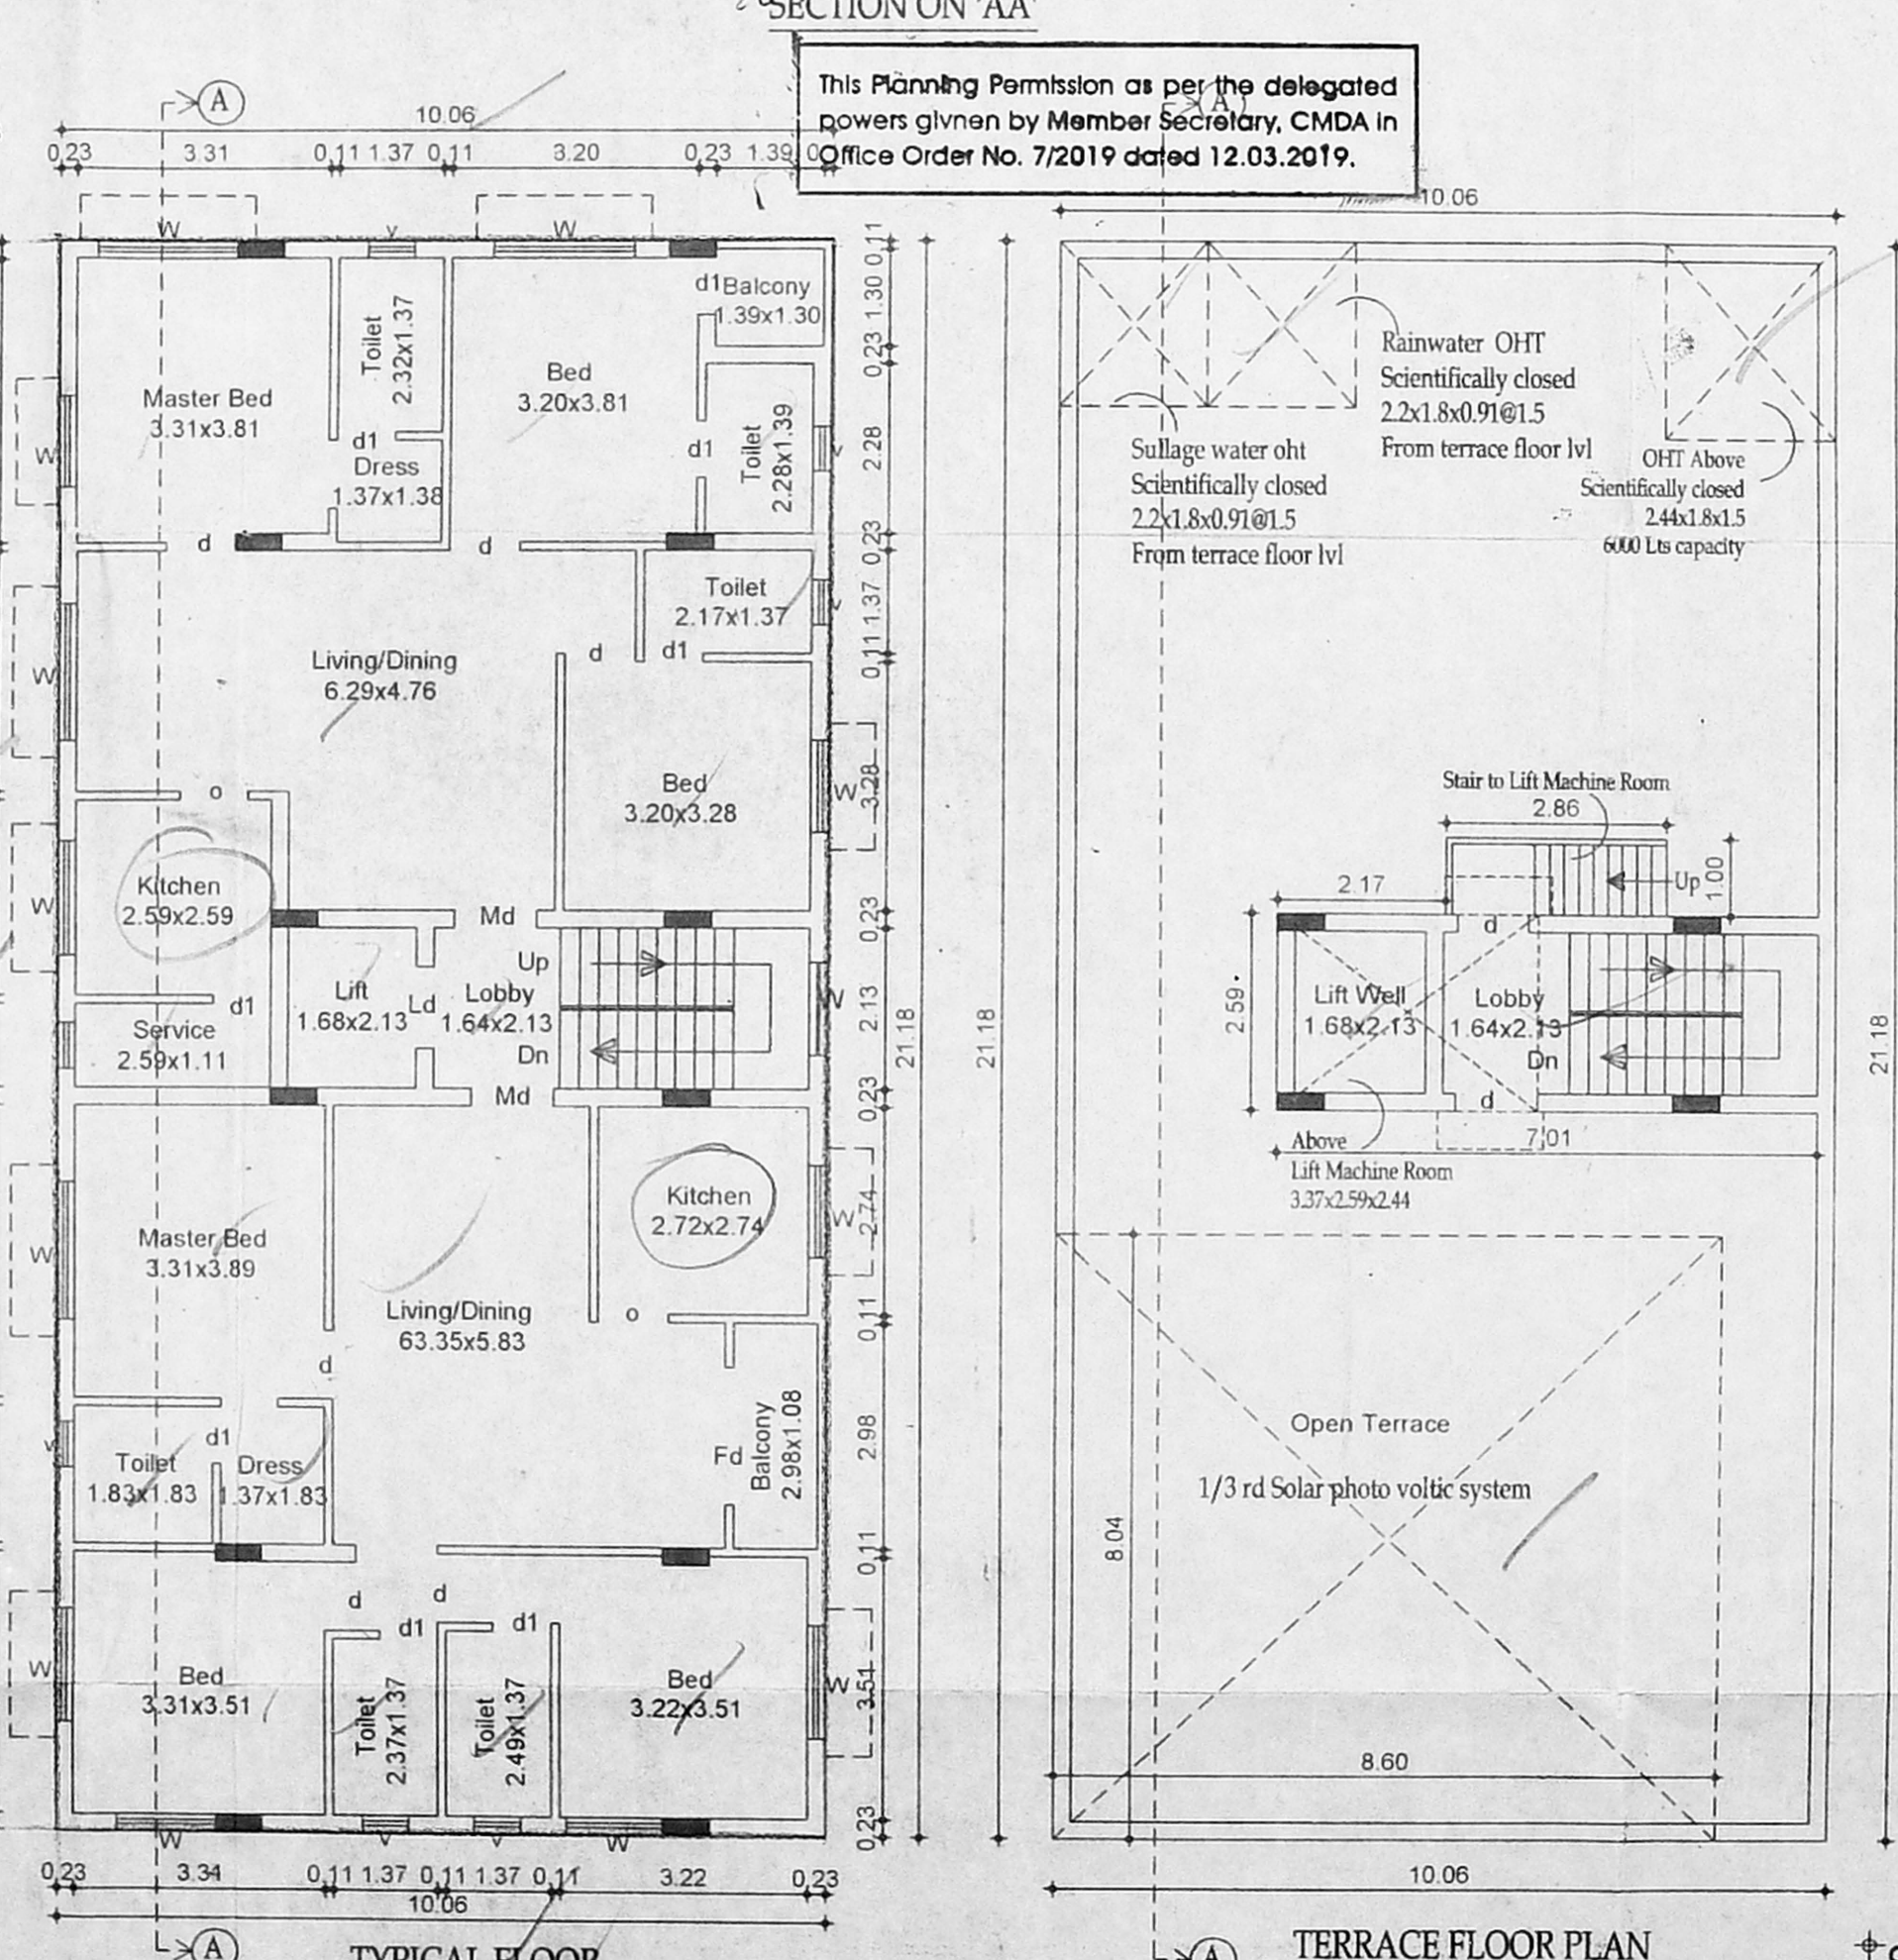 SECTION ON 'AA'
This Planning Permission as per the delegated
powers givnen by Member Secretary, CMDA in
Office Order No. 7/2019 dated 12.03.2019.
A
A
10.06
0.23 3.31 0.11 1.37 0.11 3.20 0.23 1.39
10.06
W v W
0.11
1.30
0.23
2.28
0.23
1.37
0.11
3.28
0.23
2.13
0.23
2.74
0.11
2.98
0.11
3.51
0.23
21.18
21.18
Master Bed
3.31x3.81
Toilet
2.32x1.37
d1
Dress
1.37x1.38
Bed
3.20x3.81
d1 Balcony
1.39x1.30
d1
Toilet
2.28x1.39
v
W
d
d
Toilet
2.17x1.37
v
W
Living/Dining
6.29x4.76
d
d1
Bed
3.20x3.28
W
o
Kitchen
2.59x2.59
W
Md
Up
Lift
1.68x2.13
Ld
Lobby
1.64x2.13
Dn
W
d1
Service
2.59x1.11
Md
Master Bed
3.31x3.89
W
Kitchen
2.72x2.74
W
Living/Dining
63.35x5.83
o
d
d1
Toilet
1.83x1.83
Dress
1.37x1.83
v
Fd
Balcony
2.98x1.08
d
d
d1
d1
Bed
3.31x3.51
W
Toilet
2.37x1.37
Toilet
2.49x1.37
Bed
3.22x3.51
W
W v v W
0.23 3.34 0.11 1.37 0.11 1.37 0.11 3.22 0.23
10.06
A
TYPICAL FLOOR
Rainwater OHT
Scientifically closed
2.2x1.8x0.91@1.5
From terrace floor lvl
Sullage water oht
Scientifically closed
2.2x1.8x0.91@1.5
From terrace floor lvl
OHT Above
Scientifically closed
2.44x1.8x1.5
6000 Lts capacity
Stair to Lift Machine Room
2.86
2.17
Up
1.00
d
2.59
Lift Well
1.68x2.13
Lobby
1.64x2.13
Dn
d
7.01
Above
Lift Machine Room
3.37x2.59x2.44
21.18
Open Terrace
1/3 rd Solar photo voltic system
8.04
8.60
10.06
A
TERRACE FLOOR PLAN